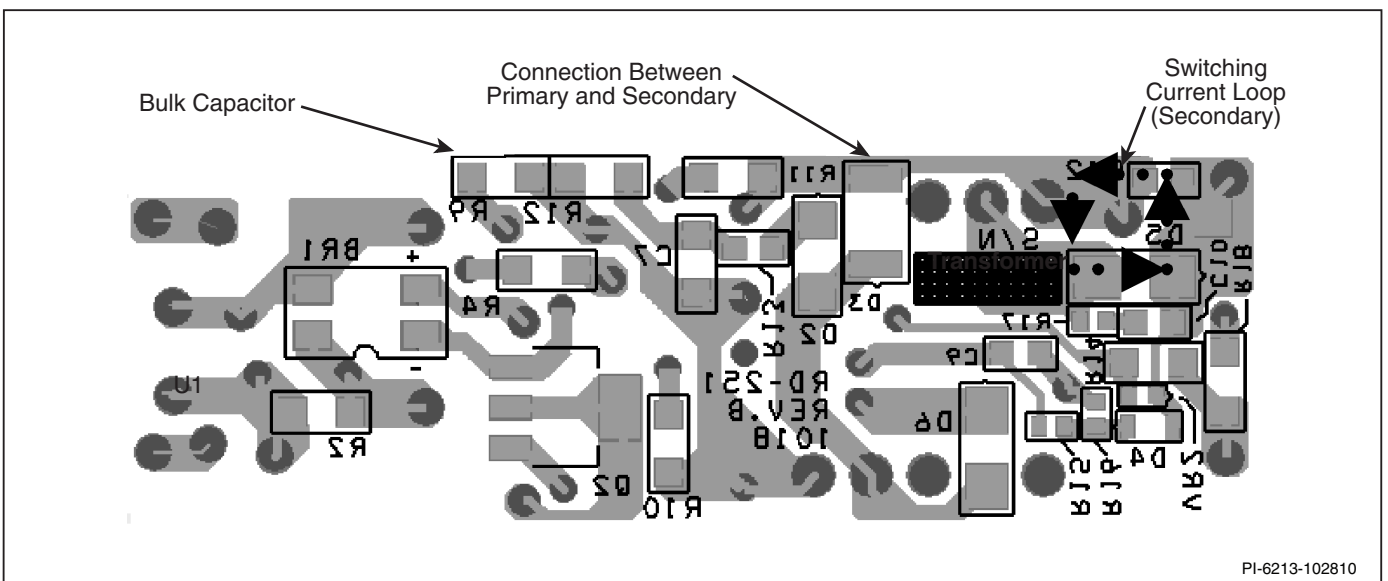 Switching
Current Loop
(Secondary)
Connection Between
Primary and Secondary
Bulk Capacitor
R11
R9
R12
S/N
D5
C10
R18
BR1
+
C7
Transformer
R4
R13
D2
D3
R17
C9
R14
-
U1
RD-251
REV.B
1018
D6
R2
Q2
R10
R15
R16
D4
VR2
PI-6213-102810